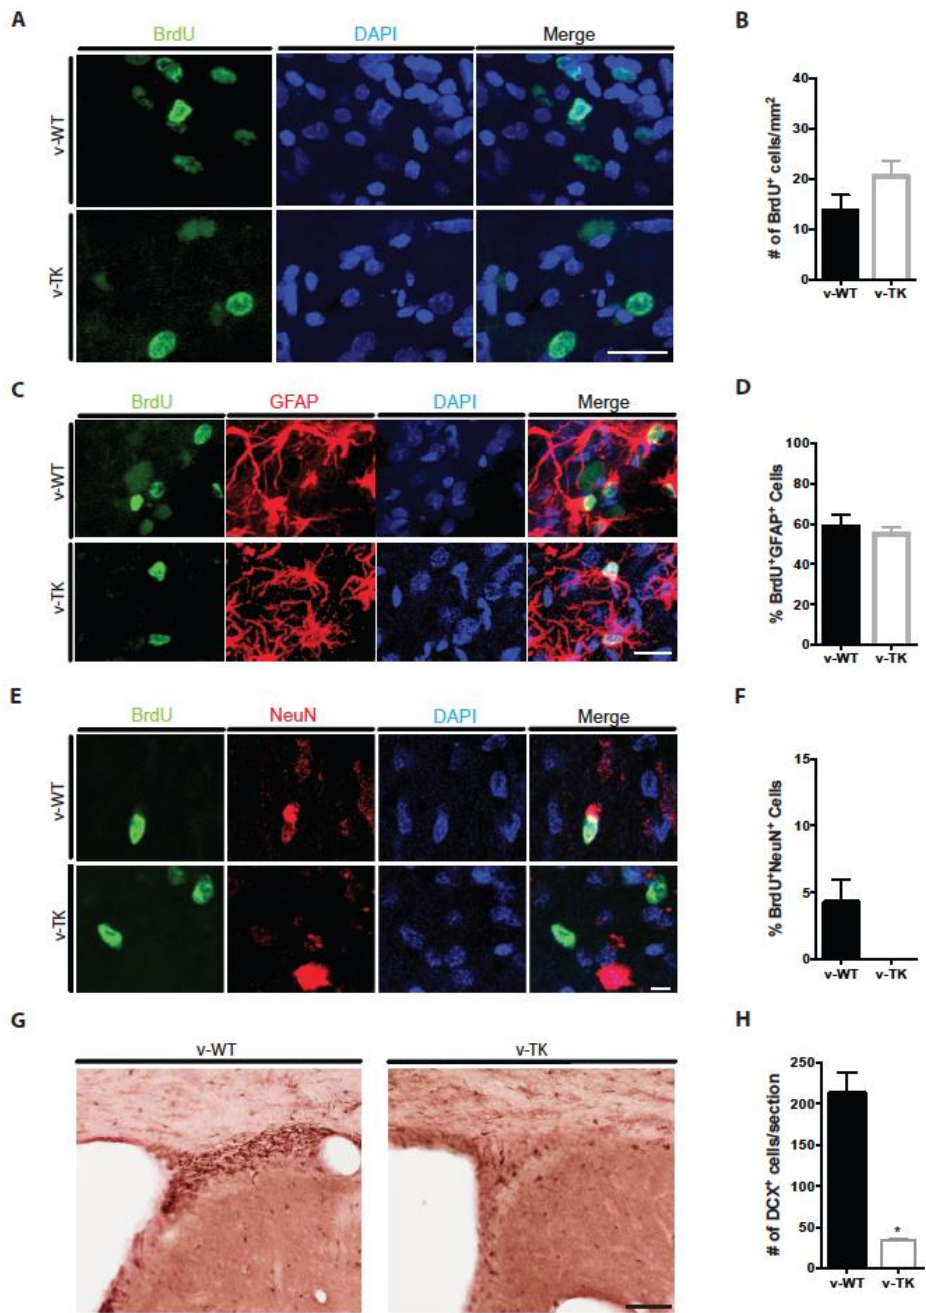 A
BrdU
DAPI
Merge
v-WT
v-TK
B
# of BrdU⁺ cells/mm²
40
30
20
10
0
v-WT
v-TK
C
BrdU
GFAP
DAPI
Merge
v-WT
v-TK
D
% BrdU⁺GFAP⁺ Cells
100
80
60
40
20
0
v-WT
v-TK
E
BrdU
NeuN
DAPI
Merge
v-WT
v-TK
F
% BrdU⁺NeuN⁺ Cells
15
10
5
0
v-WT
v-TK
G
v-WT
v-TK
H
# of DCX⁺ cells/section
250
200
150
100
50
0
*
v-WT
v-TK